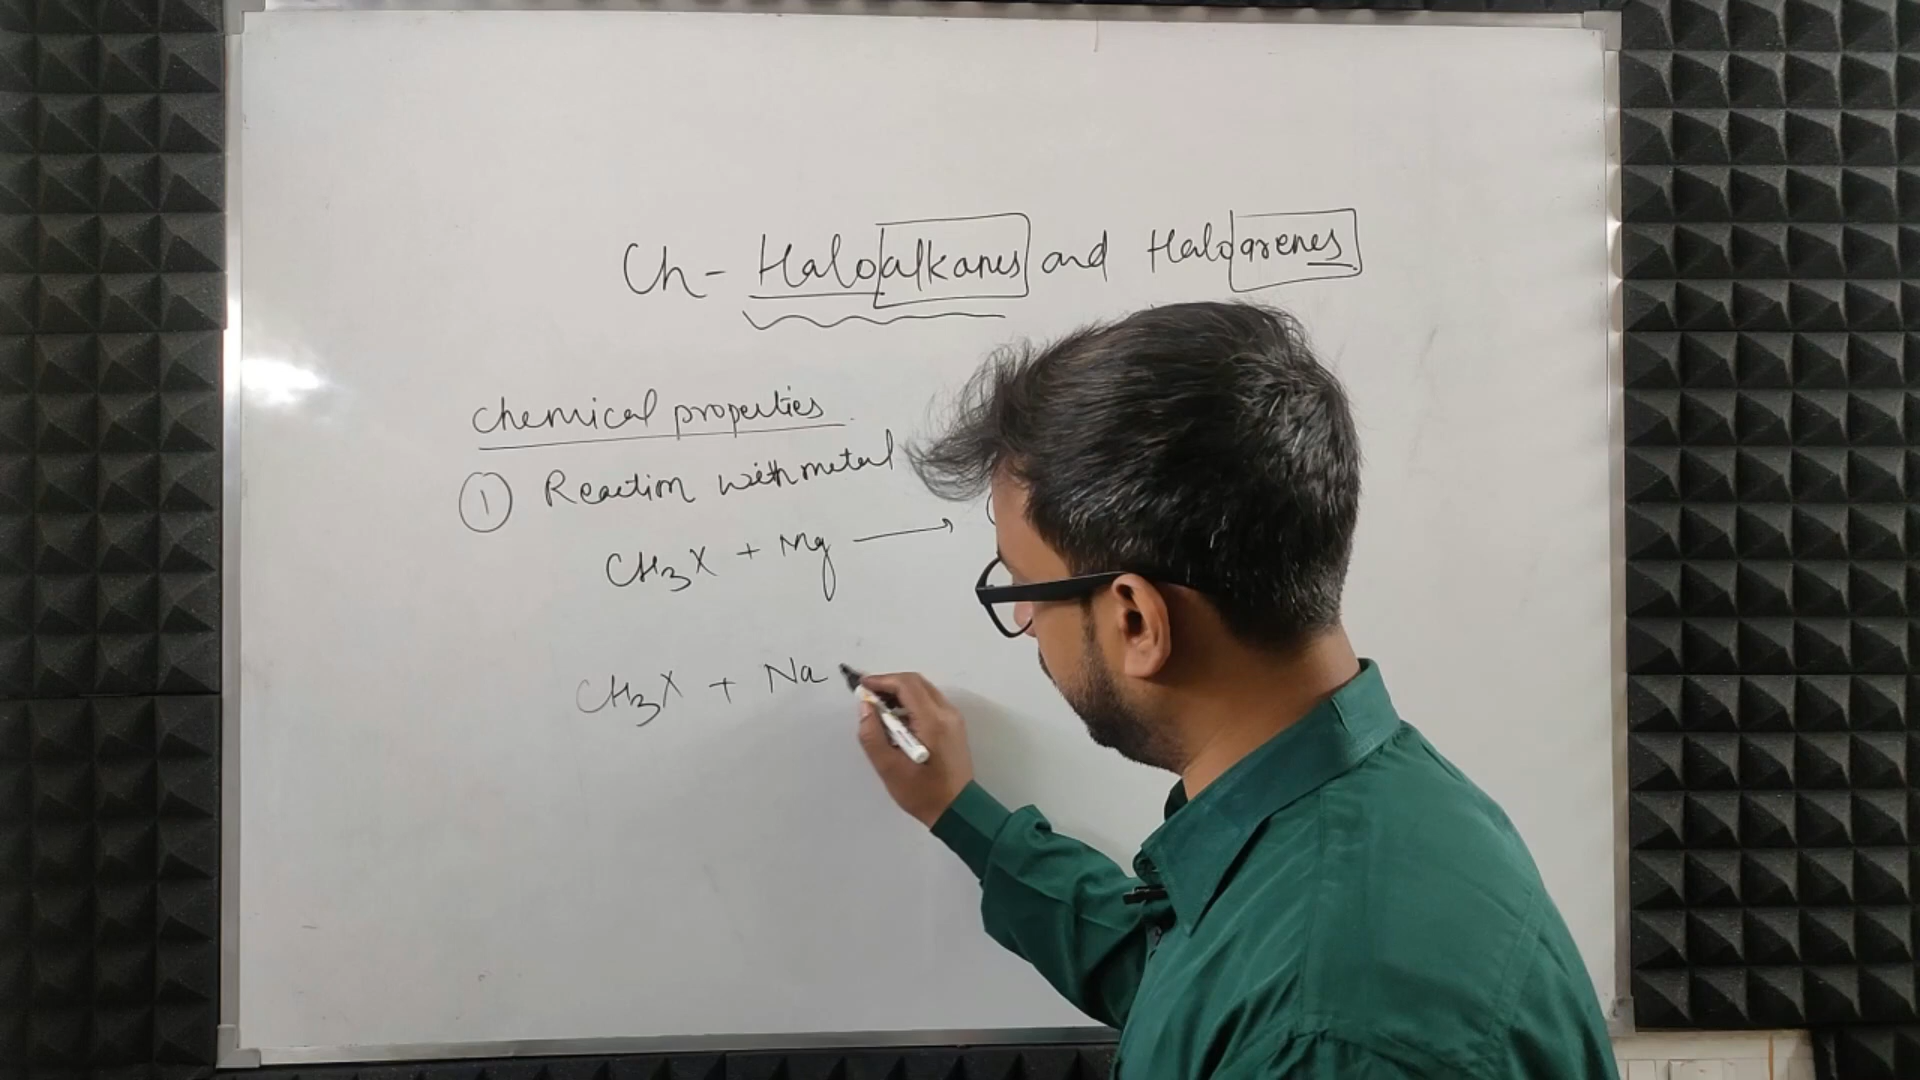 Ch- Haloalkanes and Haloarenes
Chemical properties
① Reaction with metal
CH₃X + Mg ⟶
CH₃X + Na